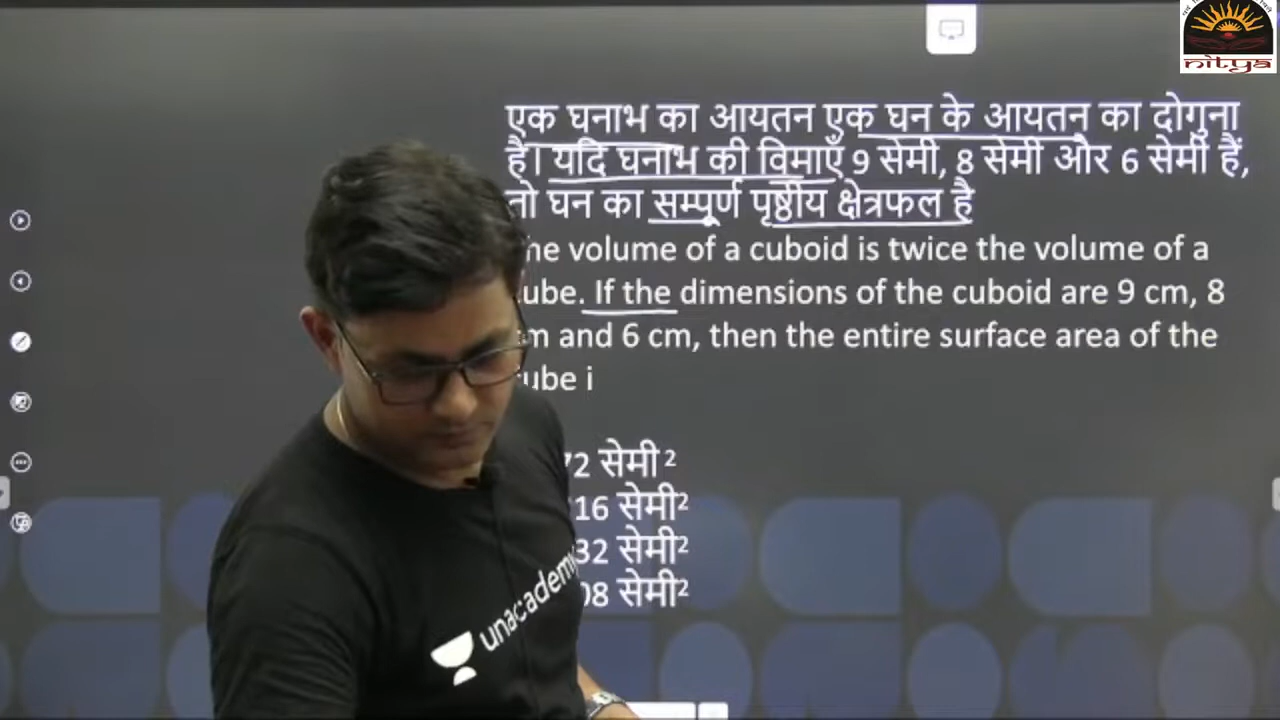 nitya
एक घनाभ का आयतन एक घन के आयतन का दोगुना
है। यदि घनाभ की विमाएँ 9 सेमी, 8 सेमी और 6 सेमी हैं,
तो घन का सम्पूर्ण पृष्ठीय क्षेत्रफल है
he volume of a cuboid is twice the volume of a
ube. If the dimensions of the cuboid are 9 cm, 8
m and 6 cm, then the entire surface area of the
ube i
72 सेमी²
16 सेमी²
32 सेमी²
08 सेमी²
unacademy